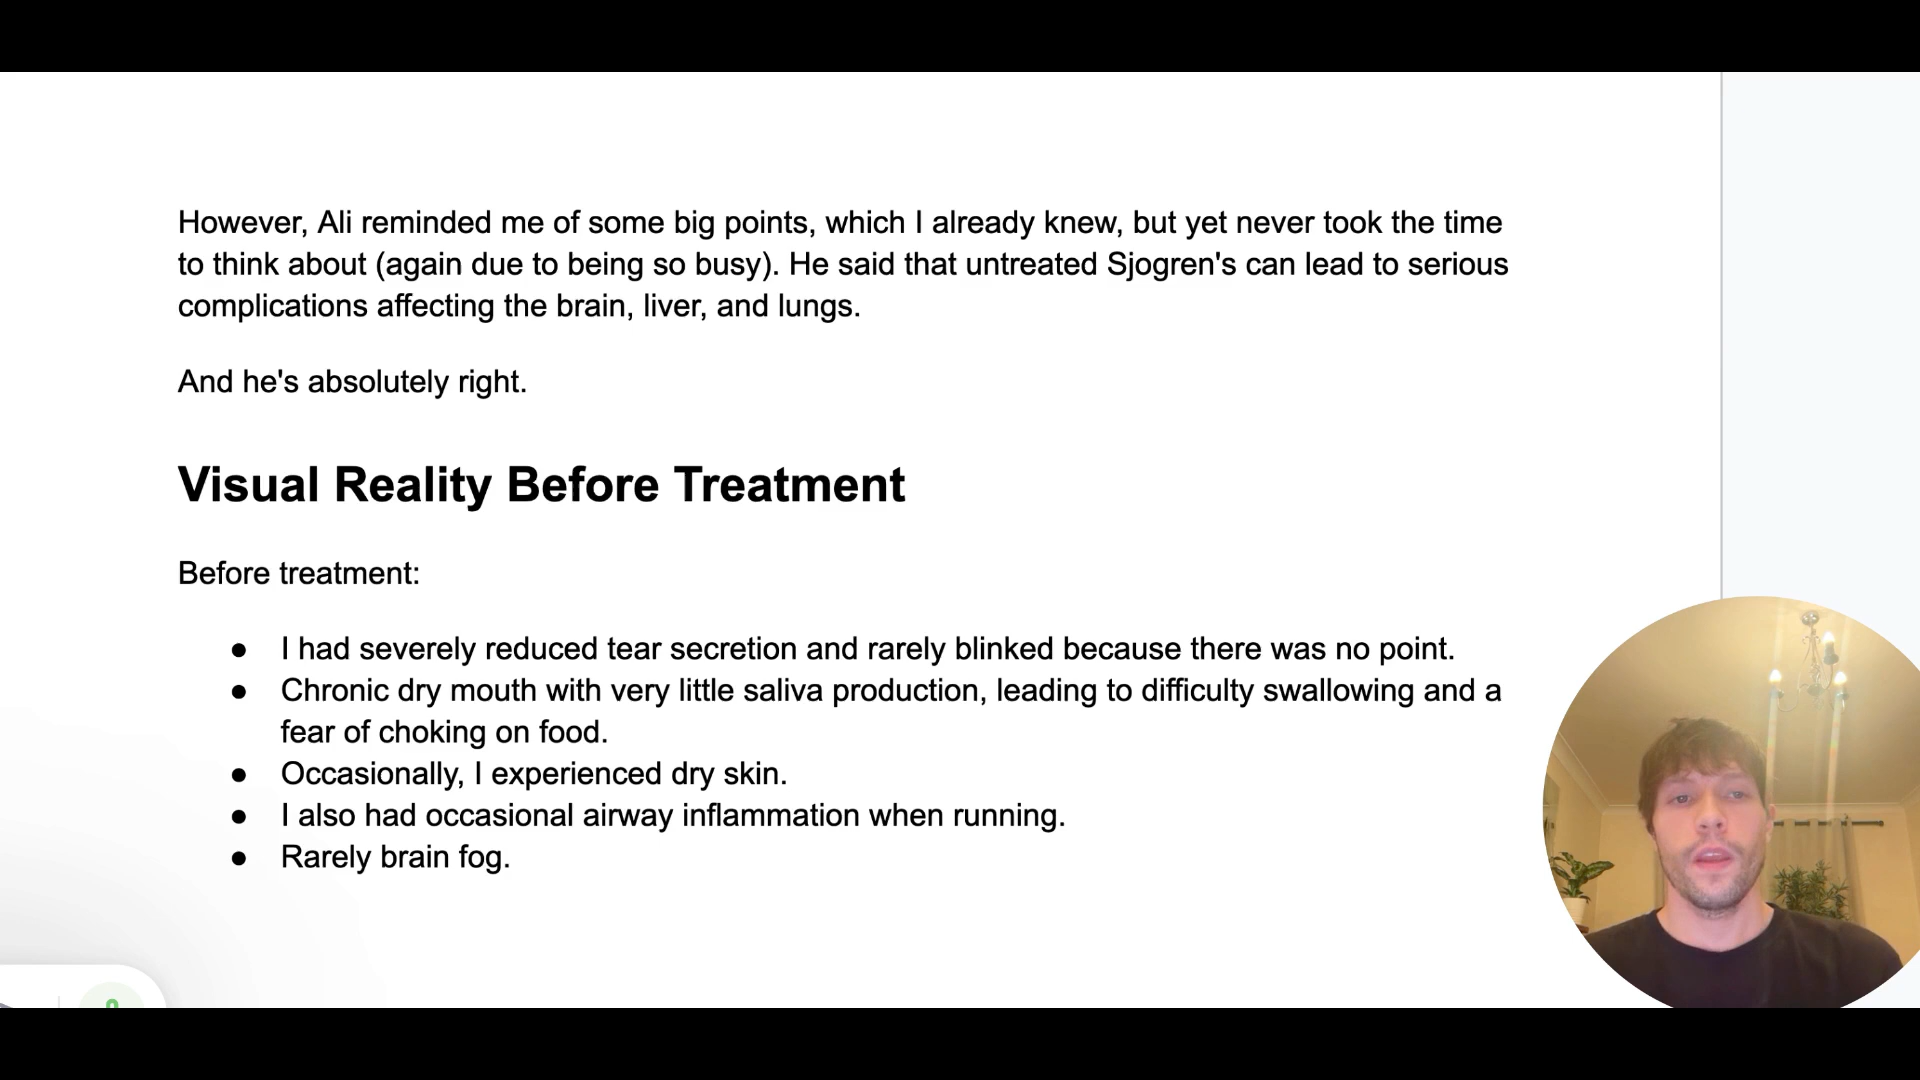 However, Ali reminded me of some big points, which I already knew, but yet never took the time
to think about (again due to being so busy). He said that untreated Sjogren's can lead to serious
complications affecting the brain, liver, and lungs.
And he's absolutely right.
Visual Reality Before Treatment
Before treatment:
● I had severely reduced tear secretion and rarely blinked because there was no point.
● Chronic dry mouth with very little saliva production, leading to difficulty swallowing and a
fear of choking on food.
● Occasionally, I experienced dry skin.
● I also had occasional airway inflammation when running.
● Rarely brain fog.